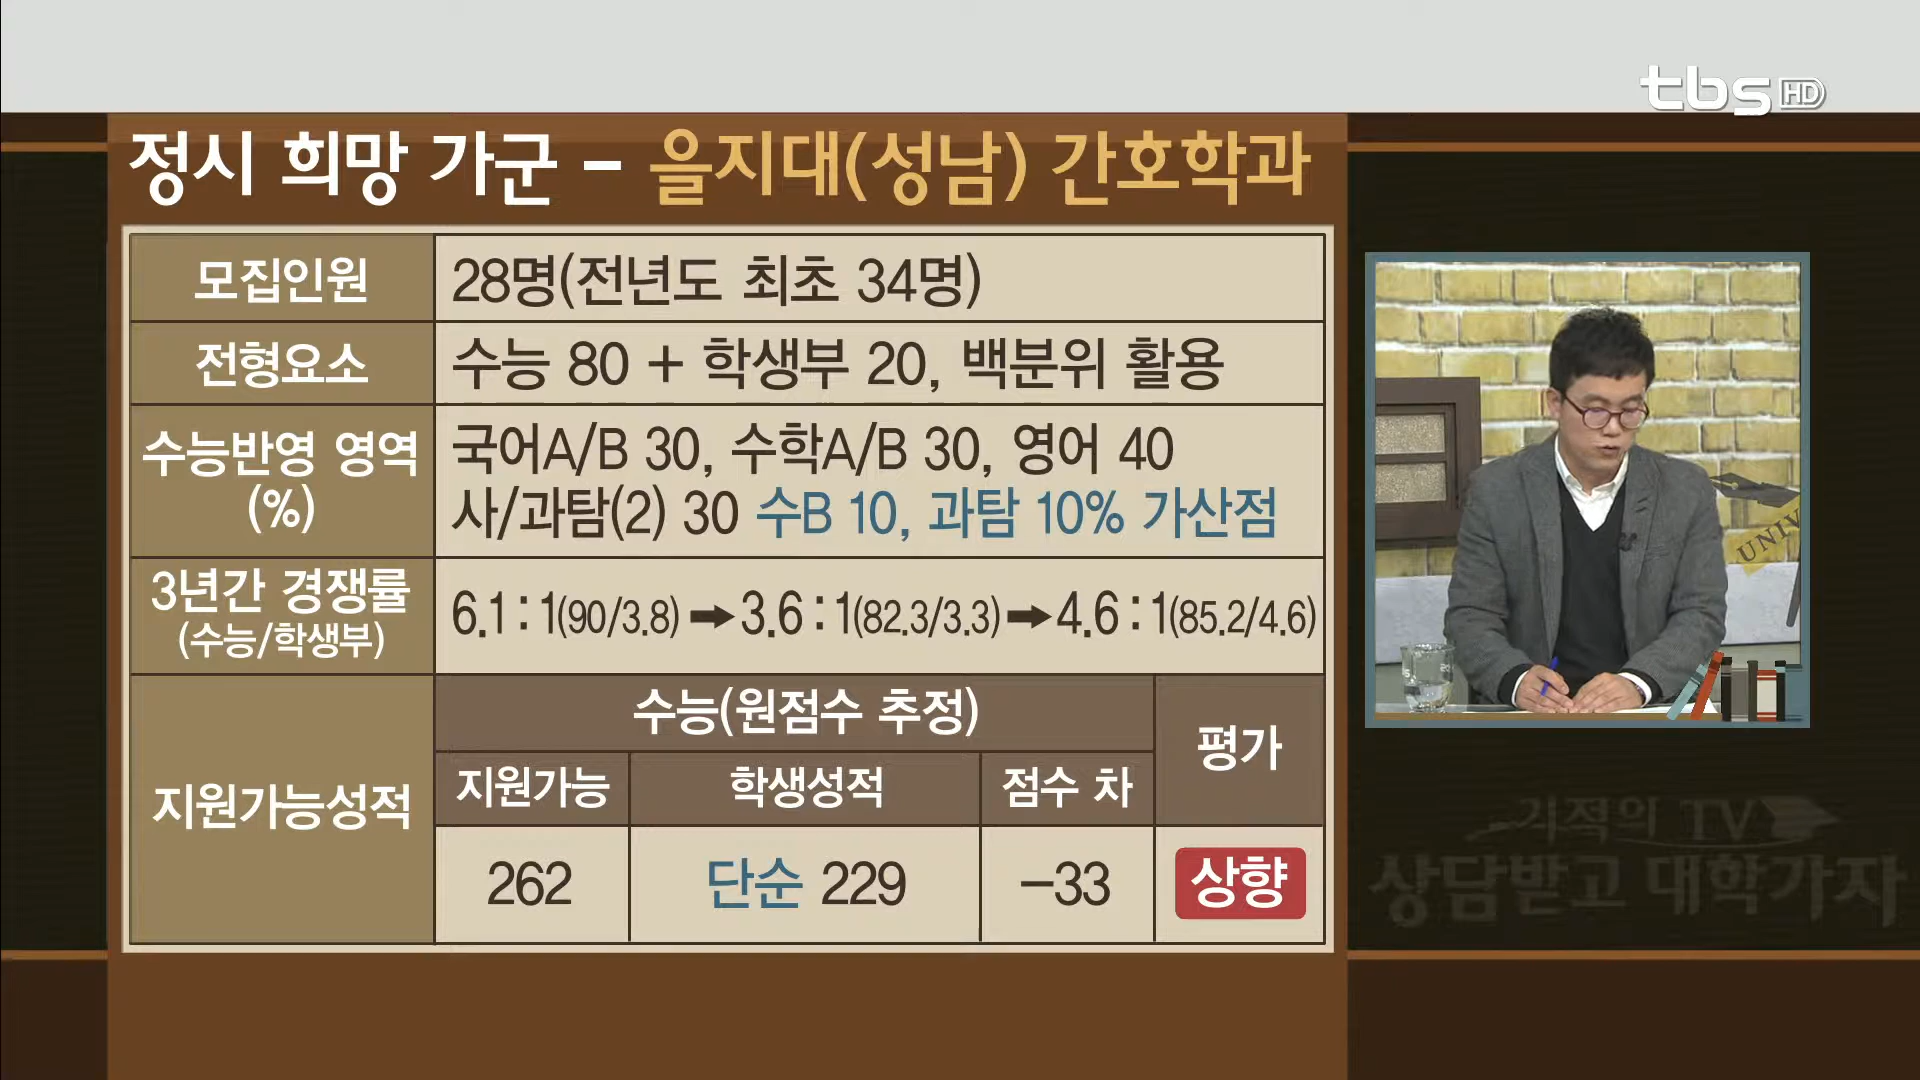 tbs HD
정시 희망 가군 - 을지대(성남) 간호학과
모집인원
28명(전년도 최초 34명)
전형요소
수능 80 + 학생부 20, 백분위 활용
수능반영 영역
(%)
국어A/B 30, 수학A/B 30, 영어 40
사/과탐(2) 30 수B 10, 과탐 10% 가산점
3년간 경쟁률
(수능/학생부)
6.1 : 1(90/3.8) ➡ 3.6 : 1(82.3/3.3) ➡ 4.6 : 1(85.2/4.6)
지원가능성적
수능(원점수 추정)
평가
지원가능
학생성적
점수 차
262
단순 229
-33
상향
UNIV
기적의 TV
상담받고 대학가자